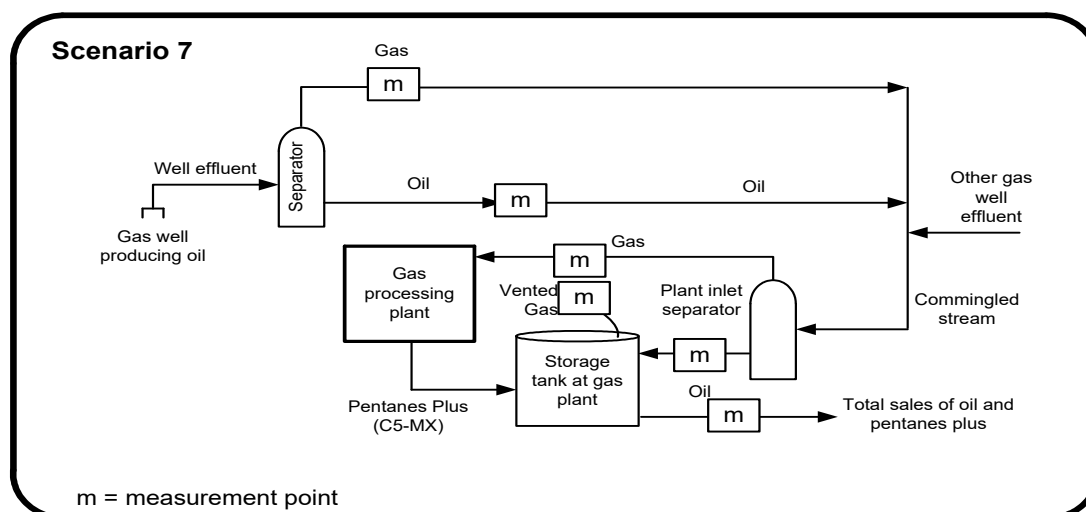 Scenario 7
Gas
m
Well effluent
Separator
Oil
m
Oil
Other gas
well
effluent
Gas well
producing oil
Gas
m
Gas
processing
plant
Vented
Gas
m
Plant inlet
separator
Commingled
stream
m
Storage
tank at gas
plant
Pentanes Plus
(C5-MX)
Oil
m
Total sales of oil and
pentanes plus
m = measurement point